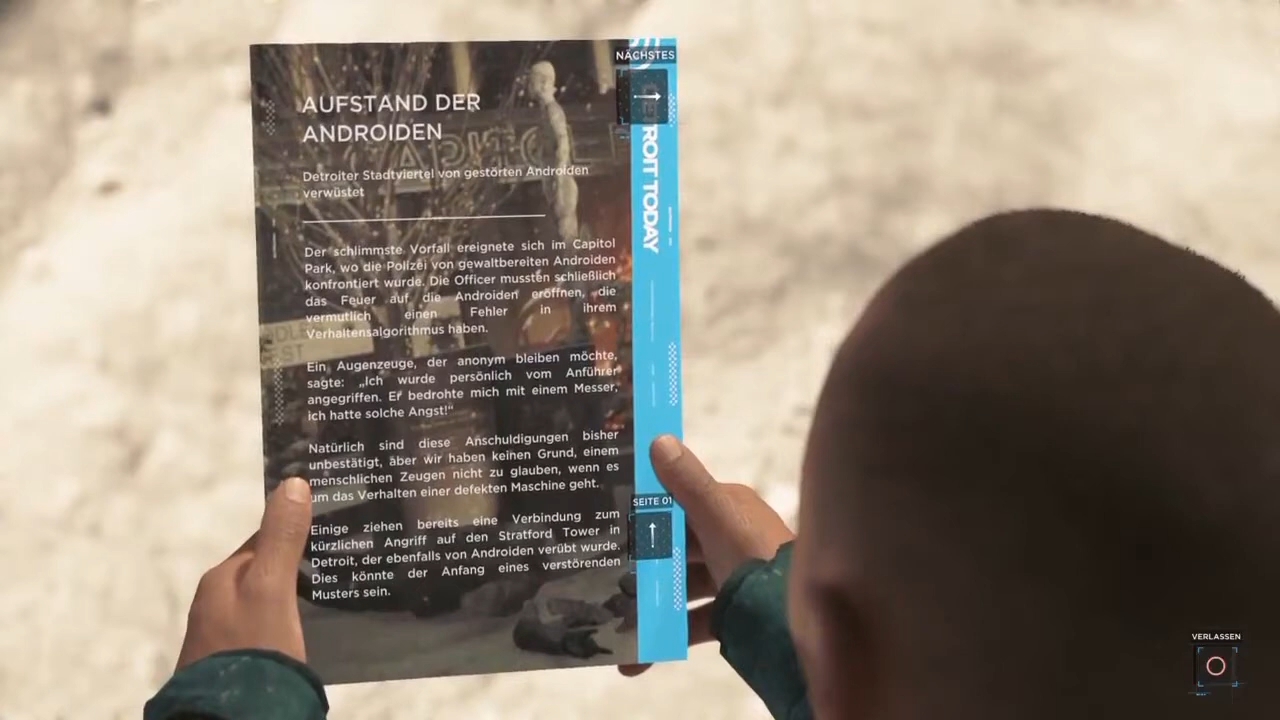 NÄCHSTES
DETROIT TODAY
AUFSTAND DER
ANDROIDEN
Detroiter Stadtviertel von gestörten Androiden
verwüstet
Der schlimmste Vorfall ereignete sich im Capitol
Park, wo die Polizei von gewaltbereiten Androiden
konfrontiert wurde. Die Officer mussten schließlich
das Feuer auf die Androiden eröffnen, die
vermutlich einen Fehler in ihrem
Verhaltensalgorithmus haben.
Ein Augenzeuge, der anonym bleiben möchte,
sagte: „Ich wurde persönlich vom Anführer
angegriffen. Er bedrohte mich mit einem Messer,
ich hatte solche Angst!“
Natürlich sind diese Anschuldigungen bisher
unbestätigt, aber wir haben keinen Grund, einem
menschlichen Zeugen nicht zu glauben, wenn es
um das Verhalten einer defekten Maschine geht.
Einige ziehen bereits eine Verbindung zum
kürzlichen Angriff auf den Stratford Tower in
Detroit, der ebenfalls von Androiden verübt wurde.
Dies könnte der Anfang eines verstörenden
Musters sein.
CAPITOL
SEITE 01
VERLASSEN